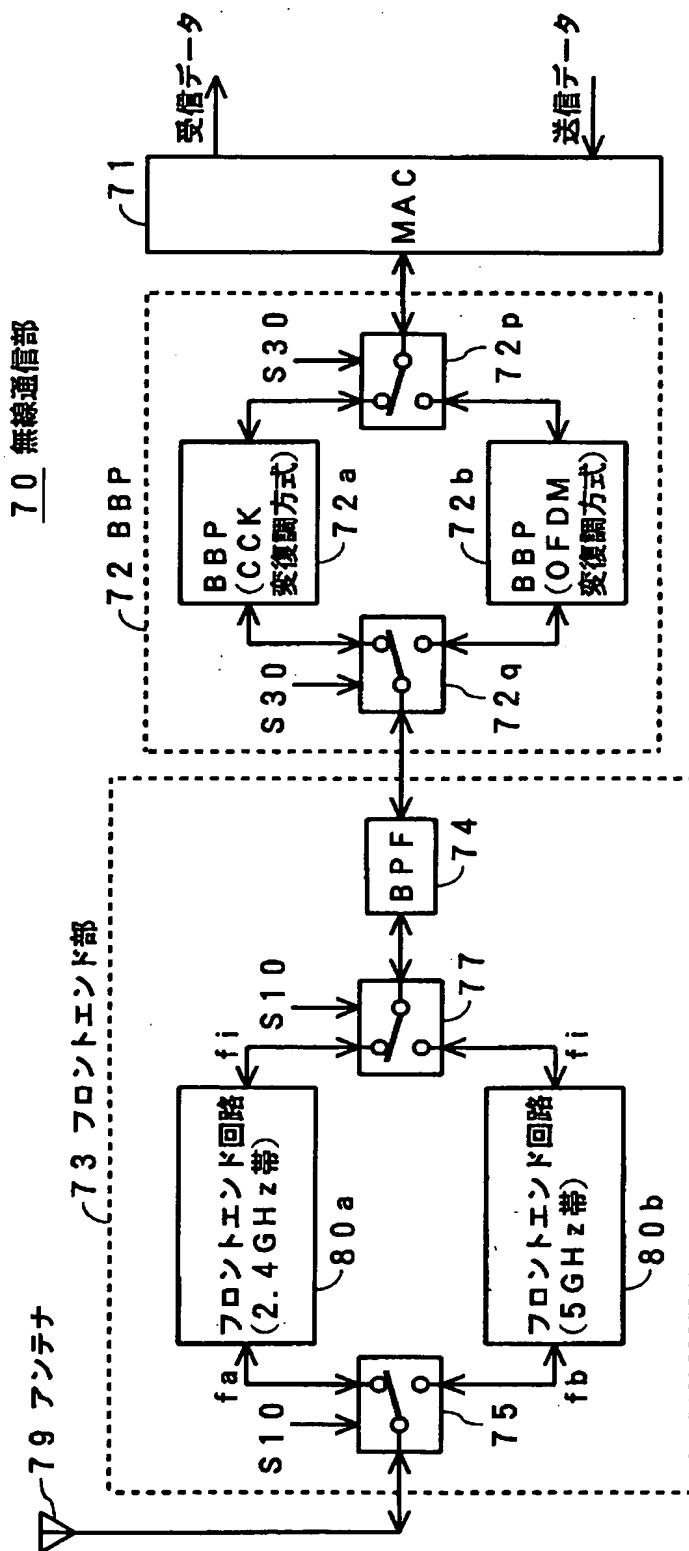 70 無線通信部
79 アンテナ
73 フロントエンド部
S10
75
fa
fb
フロントエンド回路
(2.4GHz帯)
80a
フロントエンド回路
(5GHz帯)
80b
fi
fi
S10
77
BPF
74
72 BBP
S30
72q
BBP
(CCK
変復調方式)
72a
BBP
(OFDM
変復調方式)
72b
S30
72p
71
MAC
受信データ
送信データ